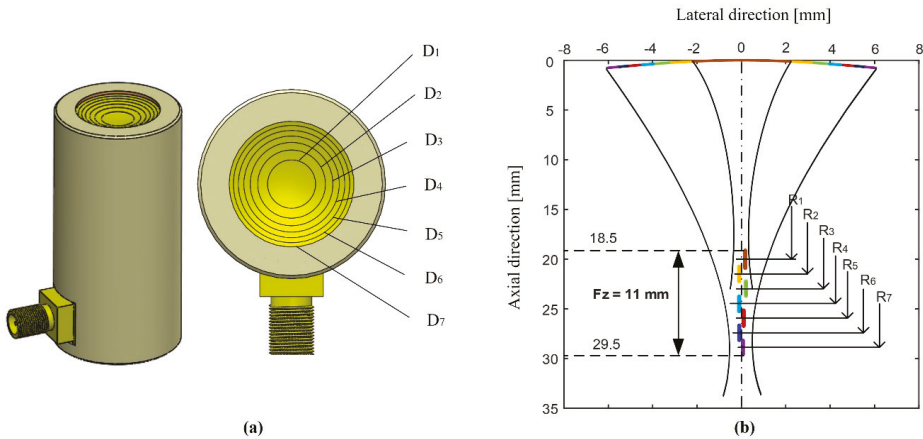 D1
D2
D3
D4
D5
D6
D7
(a)
Lateral direction [mm]
-8 -6 -4 -2 0 2 4 6 8
Axial direction [mm]
0
5
10
15
20
25
30
35
R1
R2
R3
R4
R5
R6
R7
18.5
Fz = 11 mm
29.5
(b)